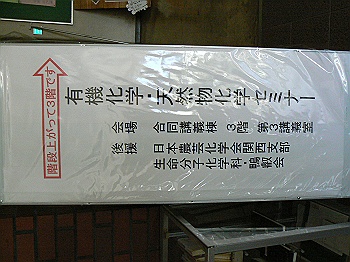 階段上がって3階です
有機化学・天然物化学セミナー
会場 合同講義棟 3階 第3講義室
後援 日本農芸化学会関西支部
生命分子化学科・鴨叡会